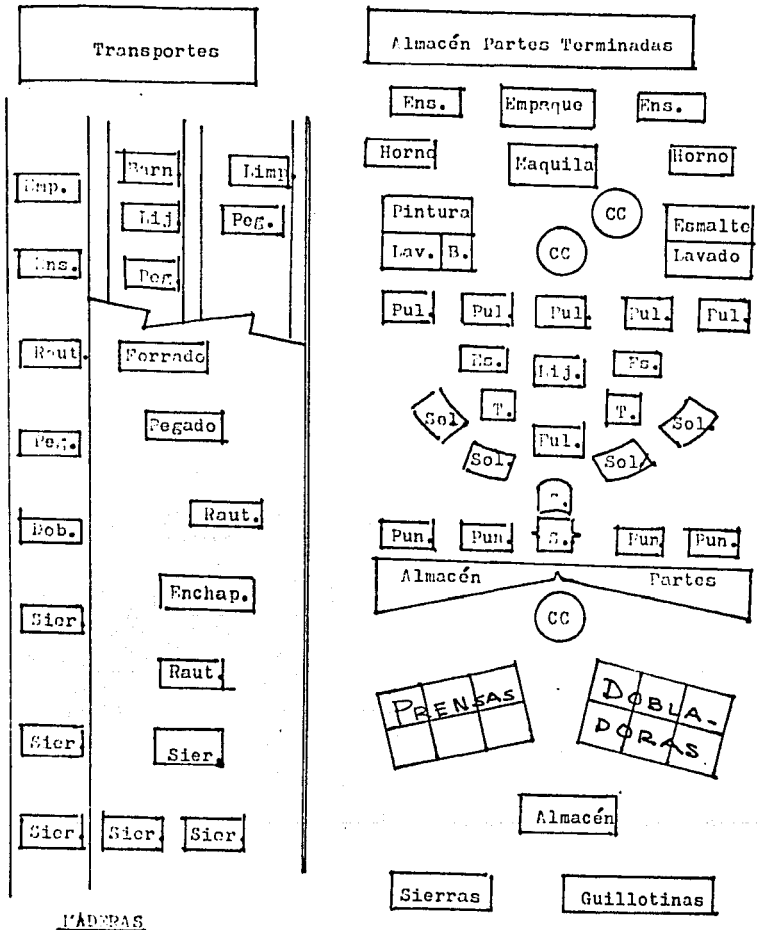 Transportes
Almacén Partes Terminadas
Ens.
Empaque
Ens.
Barn
Limp.
Horno
Maquila
Horno
Emp.
Lij
Peg.
Pintura
CC
Esmalte
Ens.
Peg
Lav. B.
CC
Lavado
Pul.
Pul.
Pul.
Pul.
Pul.
Raut.
Forrado
Es.
Lij.
Es.
Sol
T.
T.
Sol.
Peg.
Pegado
Pul.
Sol.
Sol.
Dob.
Raut.
Pun.
Pun.
S.
Pun.
Pun.
Almacén
Partes
Enchap.
CC
Sier
Raut.
PRENSAS
DOBLA-
DORAS
Sier
Sier.
Almacén
Sier
Sier.
Sier.
Sierras
Guillotinas
MADERAS